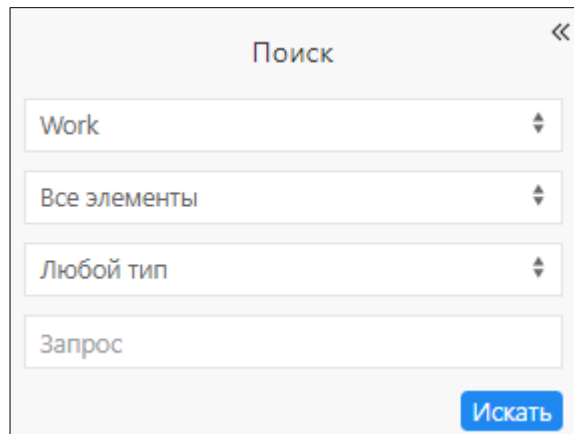 Поиск
Work
Все элементы
Любой тип
Запрос
Искать